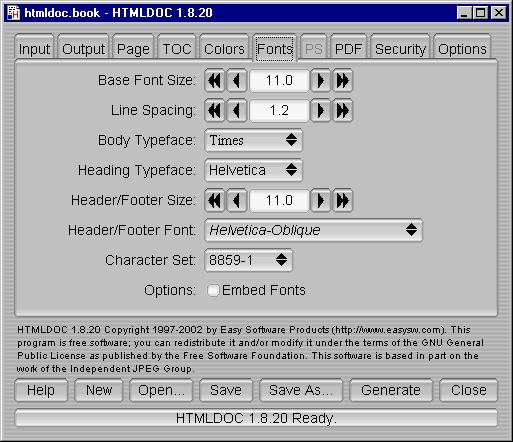 htmldoc.book - HTMLDOC 1.8.20
Input Output Page TOC Colors Fonts PS PDF Security Options
Base Font Size: 11.0
Line Spacing: 1.2
Body Typeface: Times
Heading Typeface: Helvetica
Header/Footer Size: 11.0
Header/Footer Font: Helvetica-Oblique
Character Set: 8859-1
Options: Embed Fonts
HTMLDOC 1.8.20 Copyright 1997-2002 by Easy Software Products (http://www.easysw.com). This
program is free software; you can redistribute it and/or modify it under the terms of the GNU General
Public License as published by the Free Software Foundation. This software is based in part on the
work of the Independent JPEG Group.
Help New Open... Save Save As... Generate Close
HTMLDOC 1.8.20 Ready.